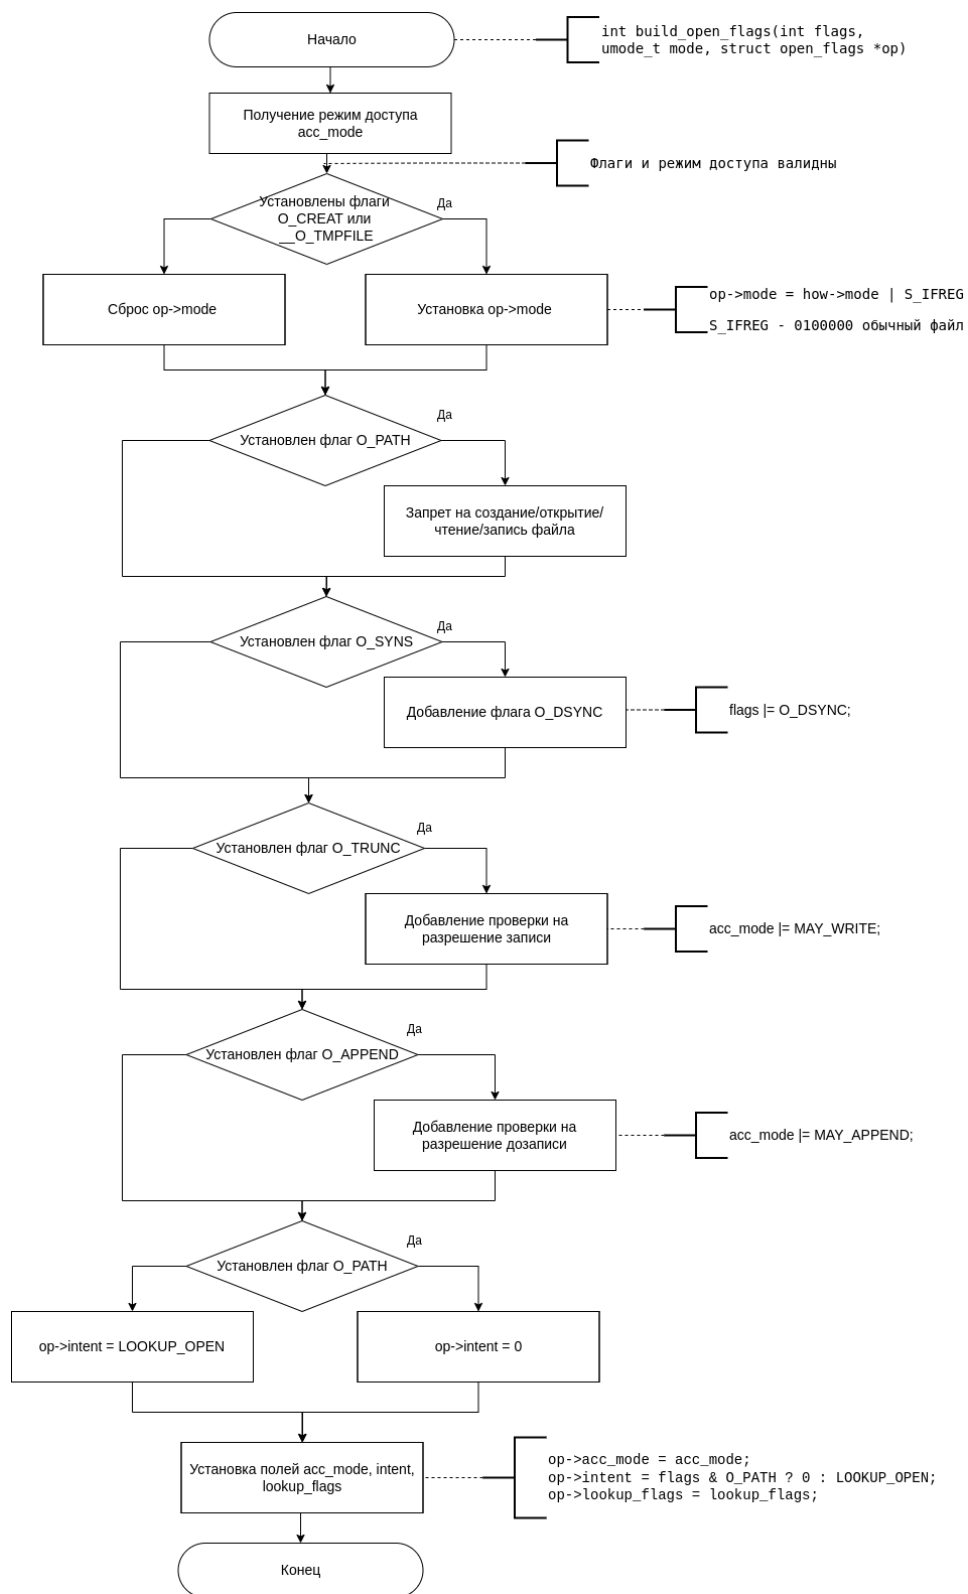 Начало
int build_open_flags(int flags,
umode_t mode, struct open_flags *op)
Получение режим доступа
acc_mode
Флаги и режим доступа валидны
Установлены флаги
O_CREAT или
__O_TMPFILE
Да
Сброс op->mode
Установка op->mode
op->mode = how->mode | S_IFREG
S_IFREG - 0100000 обычный файл
Да
Установлен флаг O_PATH
Запрет на создание/открытие/
чтение/запись файла
Да
Установлен флаг O_SYNS
Добавление флага O_DSYNC
flags |= O_DSYNC;
Да
Установлен флаг O_TRUNC
Добавление проверки на
разрешение записи
acc_mode |= MAY_WRITE;
Да
Установлен флаг O_APPEND
Добавление проверки на
разрешение дозаписи
acc_mode |= MAY_APPEND;
Да
Установлен флаг O_PATH
op->intent = LOOKUP_OPEN
op->intent = 0
Установка полей acc_mode, intent,
lookup_flags
op->acc_mode = acc_mode;
op->intent = flags & O_PATH ? 0 : LOOKUP_OPEN;
op->lookup_flags = lookup_flags;
Конец